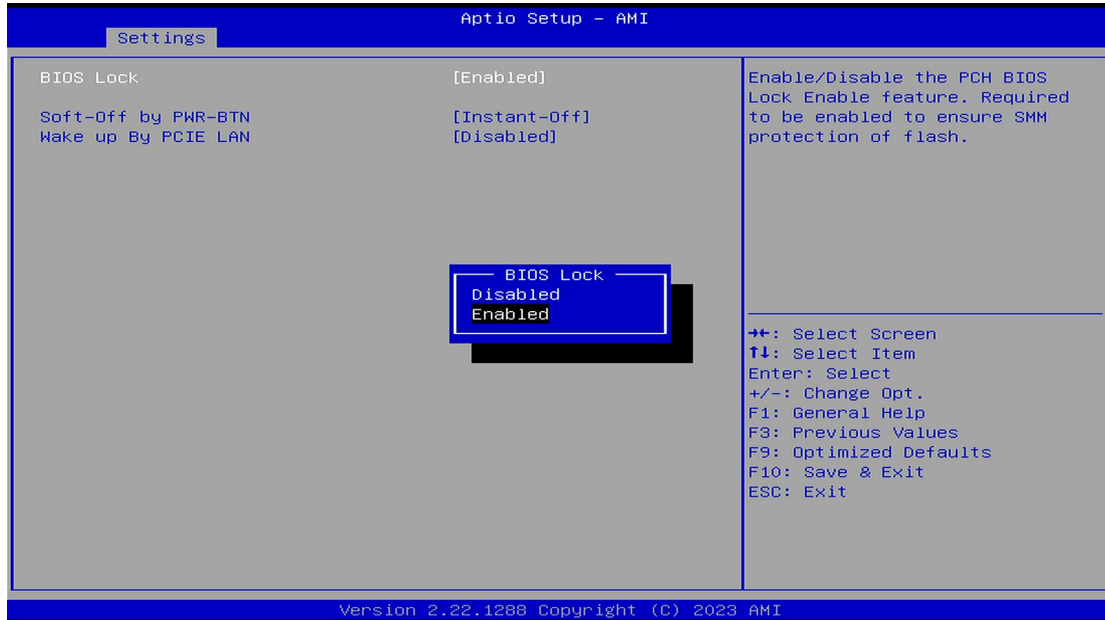 Aptio Setup – AMI
Settings
BIOS Lock [Enabled]
Soft-Off by PWR-BTN [Instant-Off]
Wake up By PCIE LAN [Disabled]
Enable/Disable the PCH BIOS
Lock Enable feature. Required
to be enabled to ensure SMM
protection of flash.
BIOS Lock
Disabled
Enabled
→←: Select Screen
↑↓: Select Item
Enter: Select
+/-: Change Opt.
F1: General Help
F3: Previous Values
F9: Optimized Defaults
F10: Save & Exit
ESC: Exit
Version 2.22.1288 Copyright (C) 2023 AMI